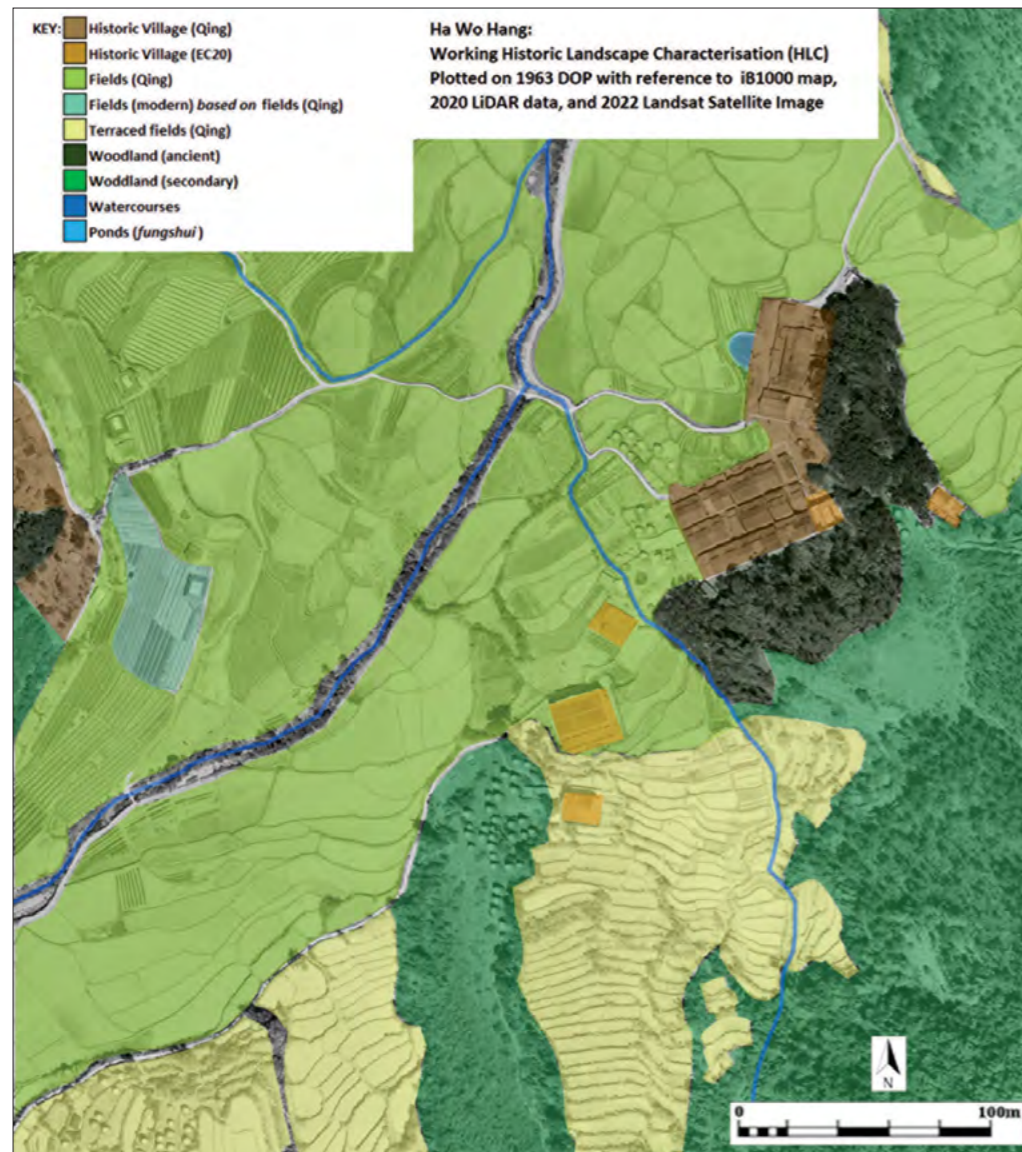 KEY:
Historic Village (Qing)
Historic Village (EC20)
Fields (Qing)
Fields (modern) based on fields (Qing)
Terraced fields (Qing)
Woodland (ancient)
Woddland (secondary)
Watercourses
Ponds (fungshui )
Ha Wo Hang:
Working Historic Landscape Characterisation (HLC)
Plotted on 1963 DOP with reference to iB1000 map,
2020 LiDAR data, and 2022 Landsat Satellite Image
N
0 100m